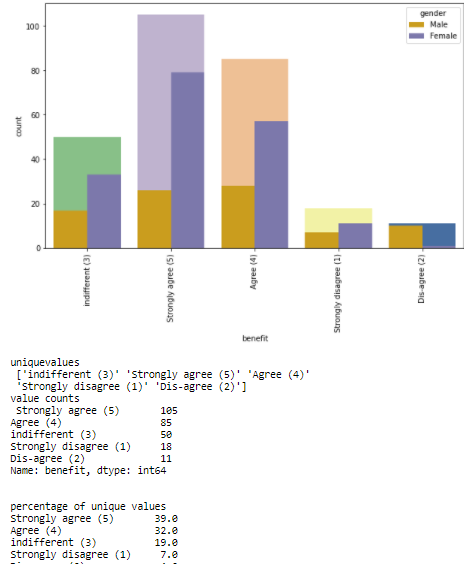 gender
Male
Female
100
80
60
40
20
0
count
indifferent (3)
Strongly agree (5)
Agree (4)
Strongly disagree (1)
Dis-agree (2)
benefit
uniquevalues
['indifferent (3)' 'Strongly agree (5)' 'Agree (4)'
'Strongly disagree (1)' 'Dis-agree (2)']
value counts
Strongly agree (5) 105
Agree (4) 85
indifferent (3) 50
Strongly disagree (1) 18
Dis-agree (2) 11
Name: benefit, dtype: int64
percentage of unique values
Strongly agree (5) 39.0
Agree (4) 32.0
indifferent (3) 19.0
Strongly disagree (1) 7.0